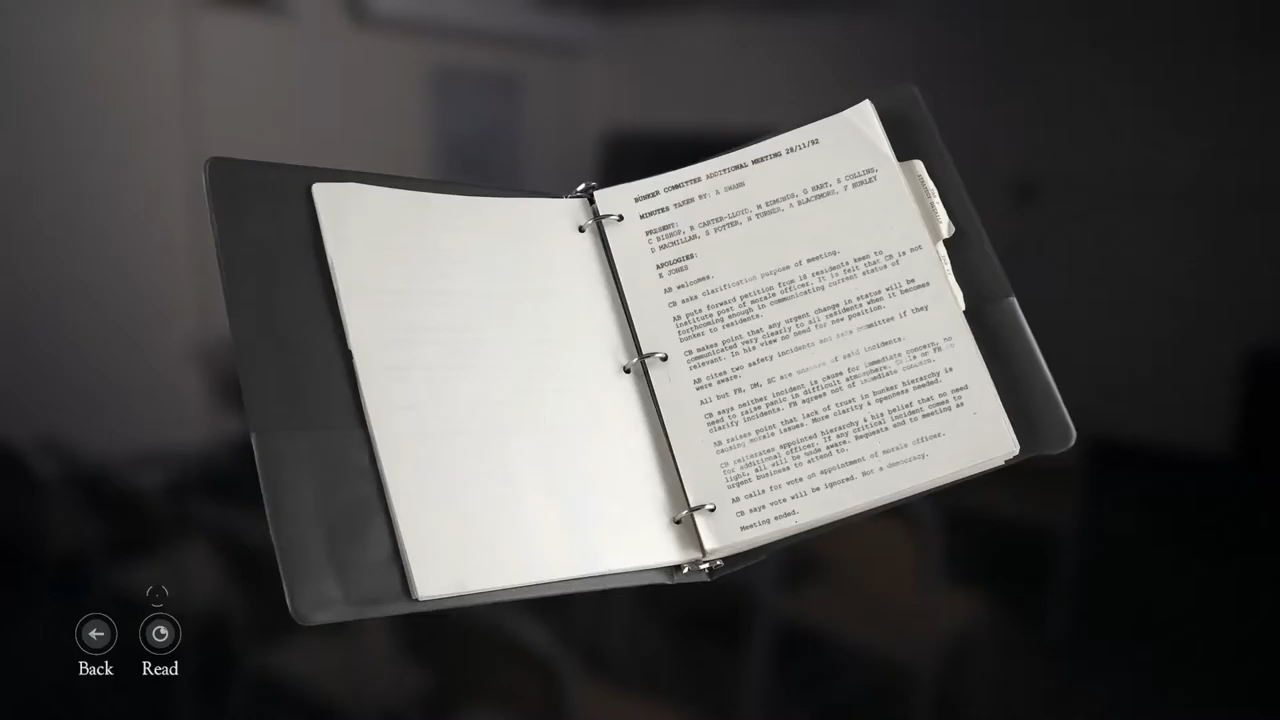 BUNKER COMMITTEE ADDITIONAL MEETING 28/11/92
MINUTES TAKEN BY: A SWANN
PRESENT:
C BISHOP, R CARTER-LLOYD, M EDMUNDS, G HART, S COLLINS,
D MACMILLAN, S POTTER, N TURNER, A BLACKMORE, F HURLEY
APOLOGIES:
K JONES
AB welcomes.
CB asks clarification purpose of meeting.
AB puts forward petition from 18 residents keen to
institute post of morale officer. It is felt that CB is not
forthcoming enough in communicating current status of
bunker to residents.
CB makes point that any urgent change in status will be
communicated very clearly to all residents when it becomes
relevant. In his view no need for new position.
AB cites two safety incidents and asks committee if they
were aware.
All but FH, DM, SC are unaware of said incidents.
CB says neither incident is cause for immediate concern, no
need to raise panic in difficult atmosphere. Calls on FH to
clarify incidents. FH agrees not of immediate concern.
AB raises point that lack of trust in bunker hierarchy is
causing morale issues. More clarity & openness needed.
CB reiterates appointed hierarchy & his belief that no need
for additional officer. If any critical incident comes to
light, all will be made aware. Requests end to meeting as
urgent business to attend to.
AB calls for vote on appointment of morale officer.
CB says vote will be ignored. Not a democracy.
Meeting ended.
Back
Read